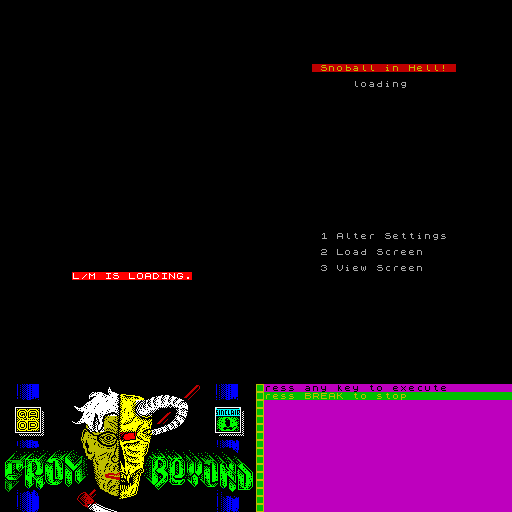 Snoball in Hell!
loading
1 Alter Settings
2 Load Screen
3 View Screen
L/M IS LOADING.
FROM BEYOND
ress any key to execute
ress BREAK to stop